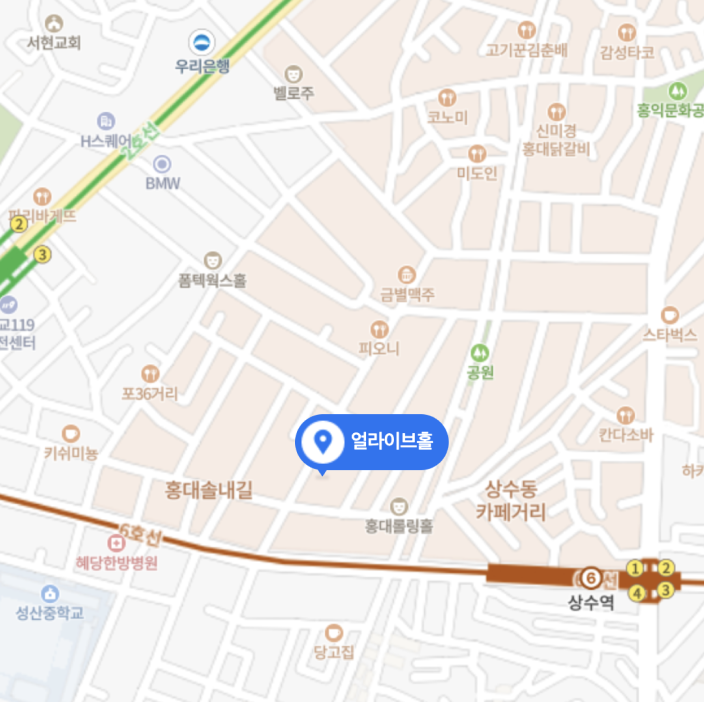 서현교회
우리은행
고기꾼김춘배
감성타코
벨로주
코노미
홍익문화공
신미경
홍대닭갈비
H스퀘어
2호선
BMW
미도인
파리바게뜨
2
3
폼텍웍스홀
금별맥주
교119
전센터
스타벅스
피오니
공원
포36거리
칸다소바
얼라이브홀
키쉬미뇽
하카
홍대솔내길
상수동
카페거리
홍대롤링홀
6호선
혜당한방병원
1
2
6
선
4
3
상수역
성산중학교
당고집